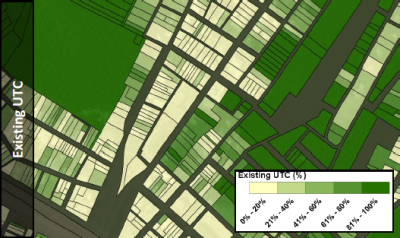 Existing UTC
Existing UTC (%)
0% - 20%
21% - 40%
41% - 60%
61% - 80%
81% - 100%